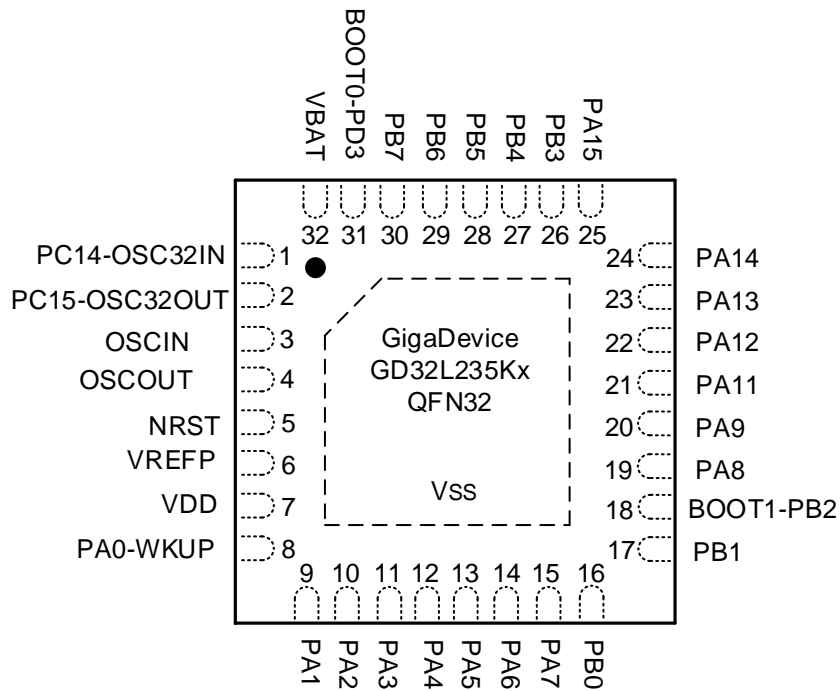 VBAT
BOOT0-PD3
PB7
PB6
PB5
PB4
PB3
PA15
32 31 30 29 28 27 26 25
PC14-OSC32IN 1
PC15-OSC32OUT 2
OSCIN 3
OSCOUT 4
NRST 5
VREFP 6
VDD 7
PA0-WKUP 8
GigaDevice
GD32L235Kx
QFN32
VSS
24 PA14
23 PA13
22 PA12
21 PA11
20 PA9
19 PA8
18 BOOT1-PB2
17 PB1
9 10 11 12 13 14 15 16
PA1
PA2
PA3
PA4
PA5
PA6
PA7
PB0